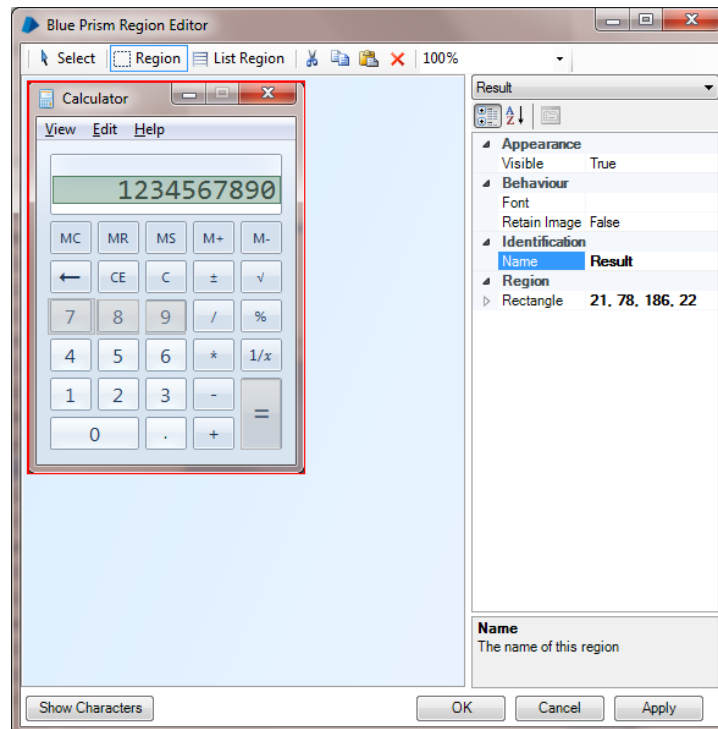 Blue Prism Region Editor
Select Region List Region 100%
Calculator
View Edit Help
1234567890
MC MR MS M+ M-
← CE C ± √
7 8 9 / %
4 5 6 * 1/x
1 2 3 - =
0 . +
Result
Appearance
Visible True
Behaviour
Font
Retain Image False
Identification
Name Result
Region
Rectangle 21, 78, 186, 22
Name
The name of this region
Show Characters OK Cancel Apply